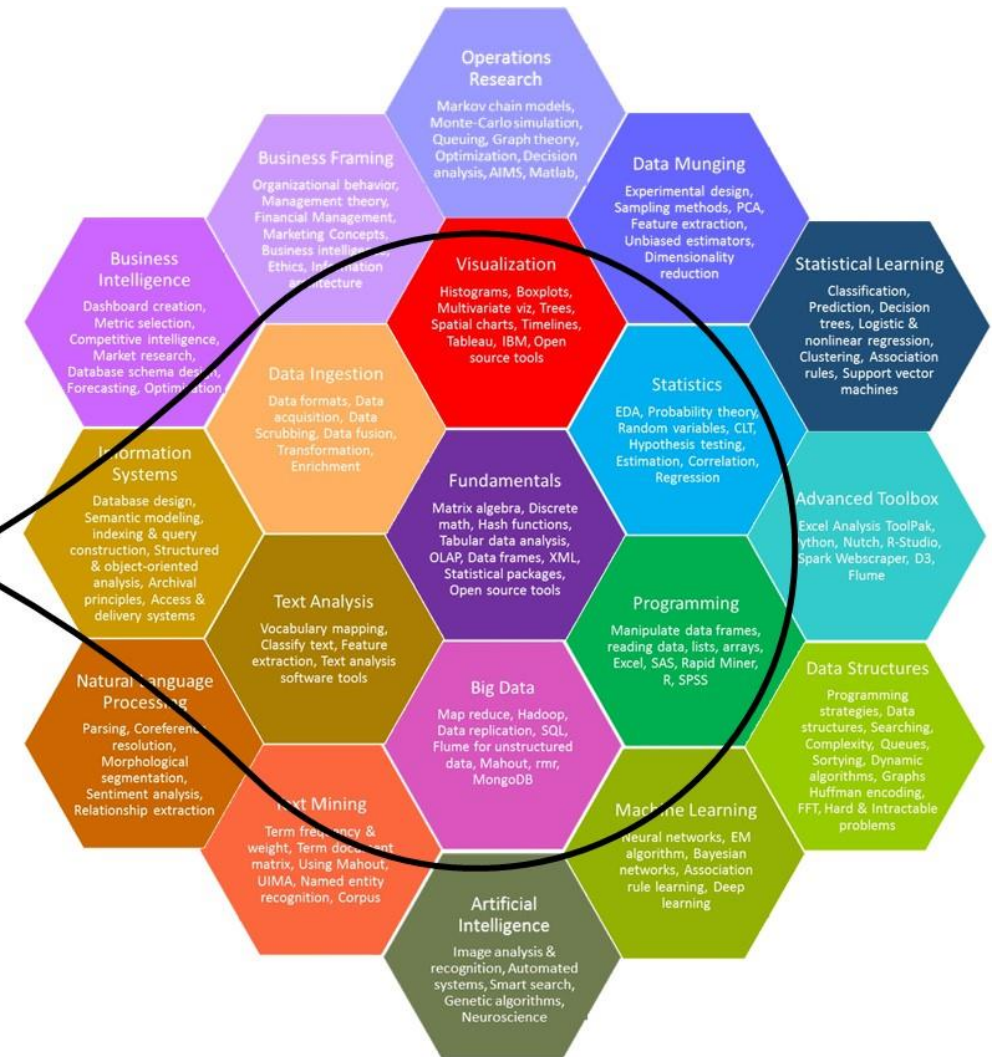 Operations
Research
Markov chain models,
Monte-Carlo simulation,
Queuing, Graph theory,
Optimization, Decision
analysis, AIMS, Matlab,
Business Framing
Organizational behavior,
Management theory,
Financial Management,
Marketing Concepts,
Business intelligence,
Ethics, Information
architecture
Data Munging
Experimental design,
Sampling methods, PCA,
Feature extraction,
Unbiased estimators,
Dimensionality
reduction
Business
Intelligence
Dashboard creation,
Metric selection,
Competitive intelligence,
Market research,
Database schema design,
Forecasting, Optimization
Visualization
Histograms, Boxplots,
Multivariate viz, Trees,
Spatial charts, Timelines,
Tableau, IBM, Open
source tools
Statistical Learning
Classification,
Prediction, Decision
trees, Logistic &
nonlinear regression,
Clustering, Association
rules, Support vector
machines
Data Ingestion
Data formats, Data
acquisition, Data
Scrubbing, Data fusion,
Transformation,
Enrichment
Statistics
EDA, Probability theory,
Random variables, CLT,
Hypothesis testing,
Estimation, Correlation,
Regression
Information
Systems
Database design,
Semantic modeling,
indexing & query
construction, Structured
& object-oriented
analysis, Archival
principles, Access &
delivery systems
Fundamentals
Matrix algebra, Discrete
math, Hash functions,
Tabular data analysis,
OLAP, Data frames, XML,
Statistical packages,
Open source tools
Advanced Toolbox
Excel Analysis ToolPak,
Python, Nutch, R-Studio,
Spark Webscraper, D3,
Flume
Text Analysis
Vocabulary mapping,
Classify text, Feature
extraction, Text analysis
software tools
Programming
Manipulate data frames,
reading data, lists, arrays,
Excel, SAS, Rapid Miner,
R, SPSS
Natural Language
Processing
Parsing, Coreference
resolution,
Morphological
segmentation,
Sentiment analysis,
Relationship extraction
Big Data
Map reduce, Hadoop,
Data replication, SQL,
Flume for unstructured
data, Mahout, rmr,
MongoDB
Data Structures
Programming
strategies, Data
structures, Searching,
Complexity, Queues,
Sortying, Dynamic
algorithms, Graphs
Huffman encoding,
FFT, Hard & Intractable
problems
Text Mining
Term frequency &
weight, Term document
matrix, Using Mahout,
UIMA, Named entity
recognition, Corpus
Machine Learning
Neural networks, EM
algorithm, Bayesian
networks, Association
rule learning, Deep
learning
Artificial
Intelligence
Image analysis &
recognition, Automated
systems, Smart search,
Genetic algorithms,
Neuroscience